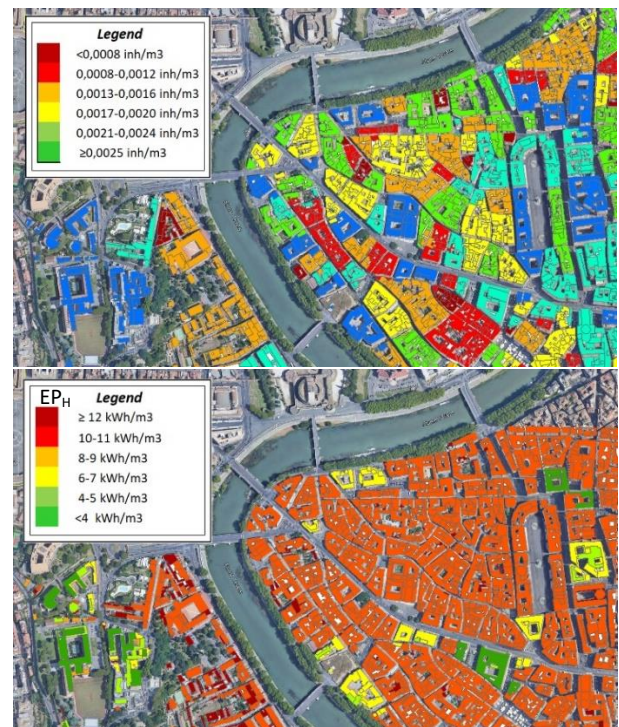 Legend
<0,0008 inh/m3
0,0008-0,0012 inh/m3
0,0013-0,0016 inh/m3
0,0017-0,0020 inh/m3
0,0021-0,0024 inh/m3
≥0,0025 inh/m3
EPH
Legend
≥ 12 kWh/m3
10-11 kWh/m3
8-9 kWh/m3
6-7 kWh/m3
4-5 kWh/m3
<4 kWh/m3